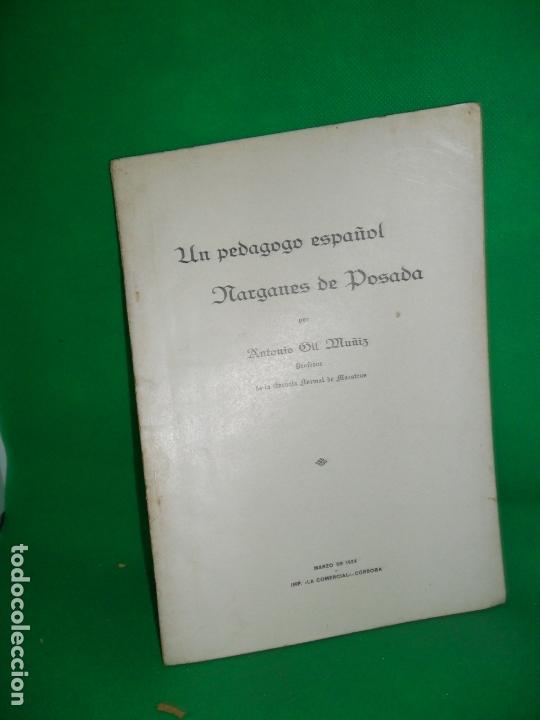 Un pedagogo español
Narganes de Posada
por
Antonio Gil Muñiz
Profesor
de la Escuela Normal de Maestros
MARZO DE 1924
IMP. «LA COMERCIAL».-CÓRDOBA
todocoleccion